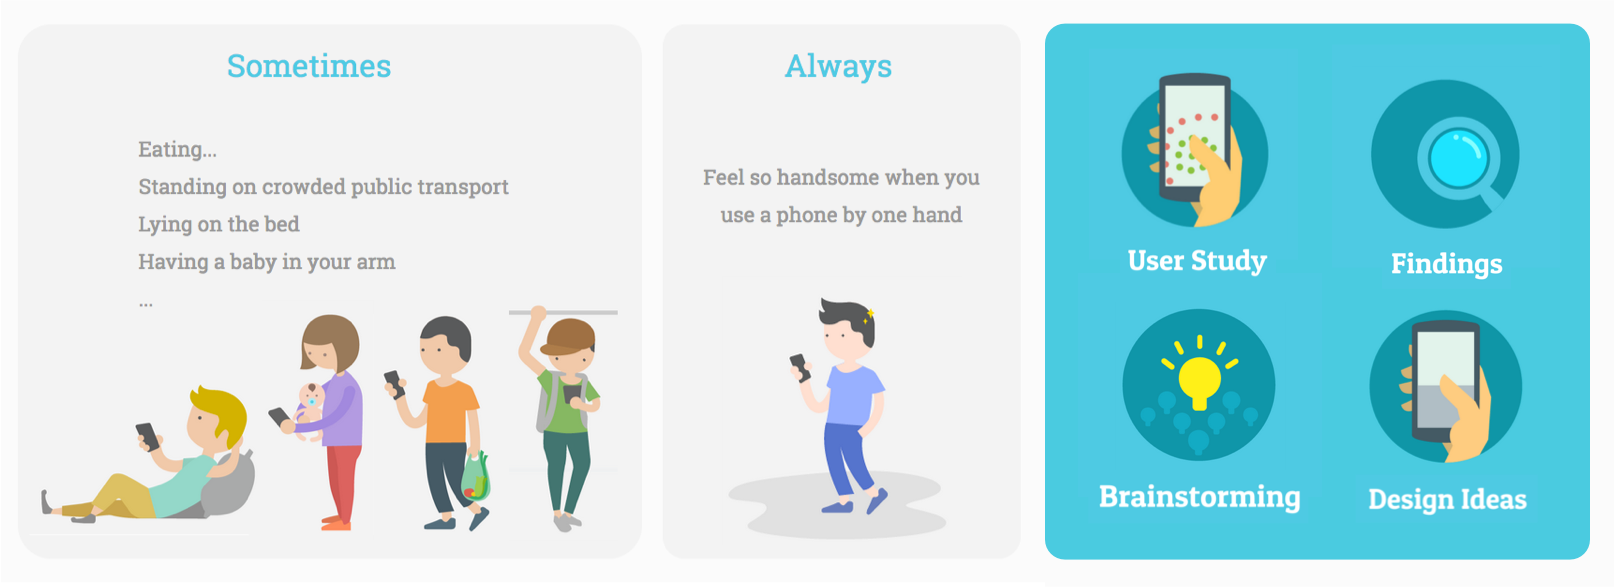 Sometimes
Eating...
Standing on crowded public transport
Lying on the bed
Having a baby in your arm
...
Always
Feel so handsome when you
use a phone by one hand
User Study
Findings
Brainstorming
Design Ideas